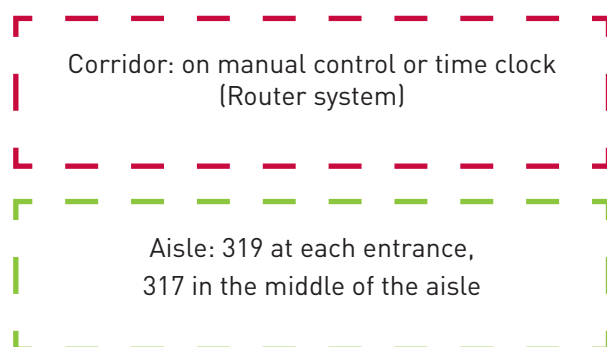 Corridor: on manual control or time clock
(Router system)
Aisle: 319 at each entrance,
317 in the middle of the aisle